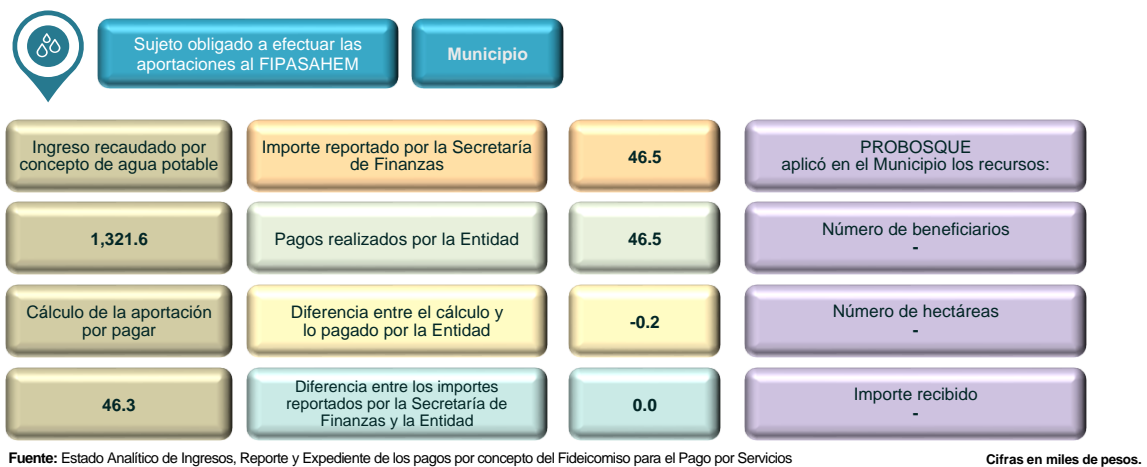 Sujeto obligado a efectuar las
aportaciones al FIPASAHEM
Municipio
Ingreso recaudado por
concepto de agua potable
Importe reportado por la Secretaría
de Finanzas
46.5
PROBOSQUE
aplicó en el Municipio los recursos:
1,321.6
Pagos realizados por la Entidad
46.5
Número de beneficiarios
-
Cálculo de la aportación
por pagar
Diferencia entre el cálculo y
lo pagado por la Entidad
-0.2
Número de hectáreas
-
46.3
Diferencia entre los importes
reportados por la Secretaría de
Finanzas y la Entidad
0.0
Importe recibido
-
Fuente: Estado Analítico de Ingresos, Reporte y Expediente de los pagos por concepto del Fideicomiso para el Pago por Servicios
Cifras en miles de pesos.